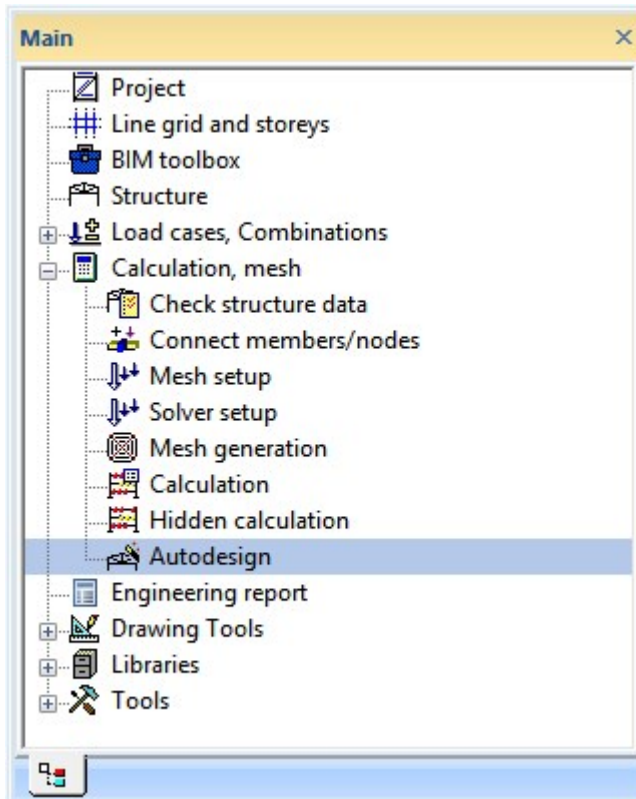 Main
Project
Line grid and storeys
BIM toolbox
Structure
Load cases, Combinations
Calculation, mesh
Check structure data
Connect members/nodes
Mesh setup
Solver setup
Mesh generation
Calculation
Hidden calculation
Autodesign
Engineering report
Drawing Tools
Libraries
Tools